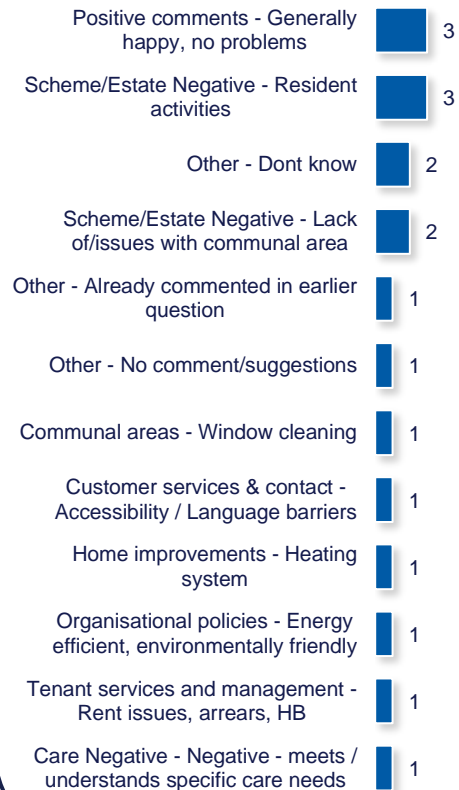 Positive comments - Generally
happy, no problems
3
Scheme/Estate Negative - Resident
activities
3
Other - Dont know
2
Scheme/Estate Negative - Lack
of/issues with communal area
2
Other - Already commented in earlier
question
1
Other - No comment/suggestions
1
Communal areas - Window cleaning
1
Customer services & contact -
Accessibility / Language barriers
1
Home improvements - Heating
system
1
Organisational policies - Energy
efficient, environmentally friendly
1
Tenant services and management -
Rent issues, arrears, HB
1
Care Negative - Negative - meets /
understands specific care needs
1